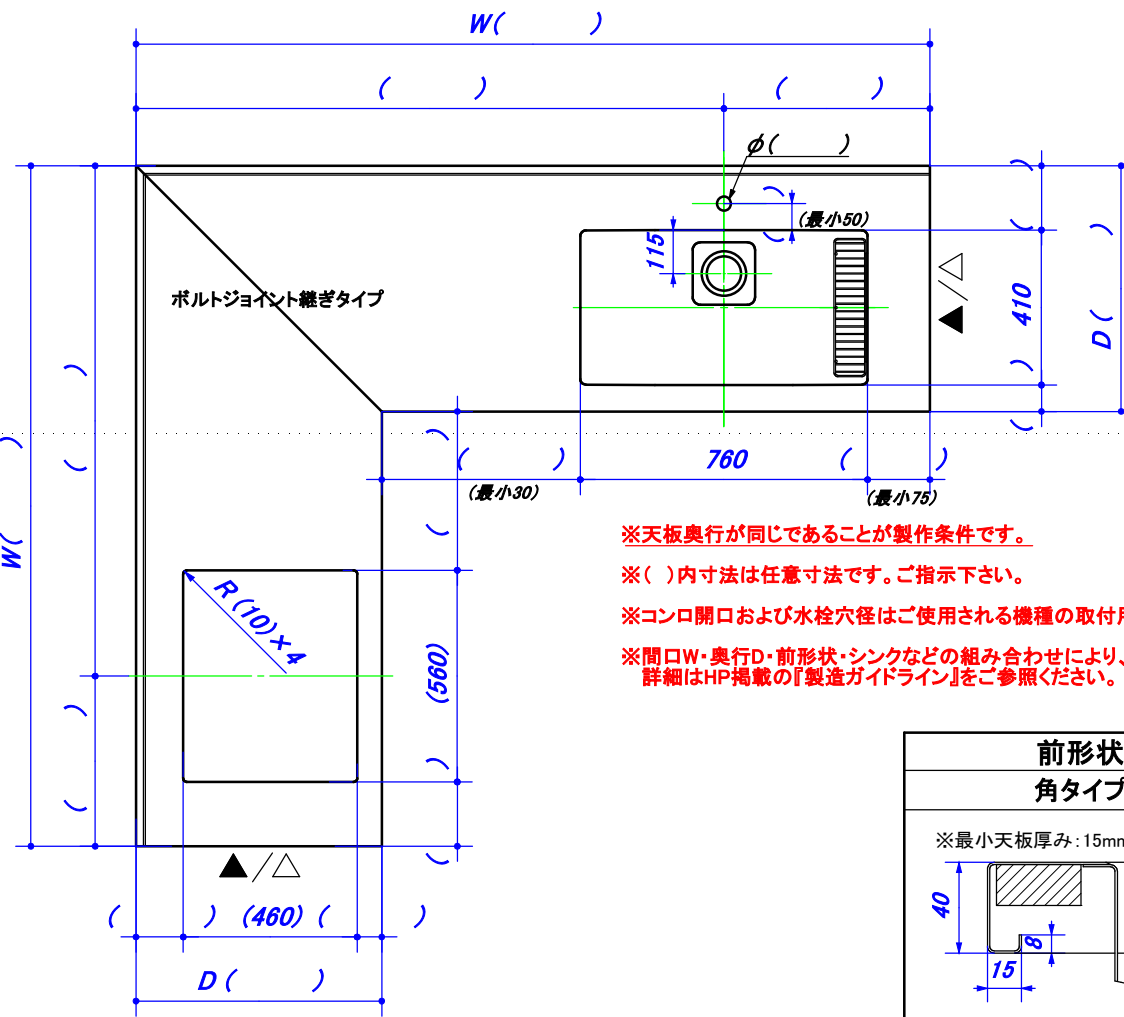 W( )
( ) ( )
φ( )
( )
(最小50)
115
ボルトジョイント継ぎタイプ
▲/△
( )
410
( )
D( )
W( )
( )
( )
( )
( ) 760 ( )
(最小30)
(最小75)
※天板奥行が同じであることが製作条件です。
※( )内寸法は任意寸法です。ご指示下さい。
※コンロ開口および水栓穴径はご使用される機種の取付
※間口W・奥行D・前形状・シンクなどの組み合わせにより、
詳細はHP掲載の『製造ガイドライン』をご参照ください。
R(10)×4
(560)
( )
▲/△
( ) (460) ( )
D( )
前形状
角タイプ
※最小天板厚み:15mm
40
8
15